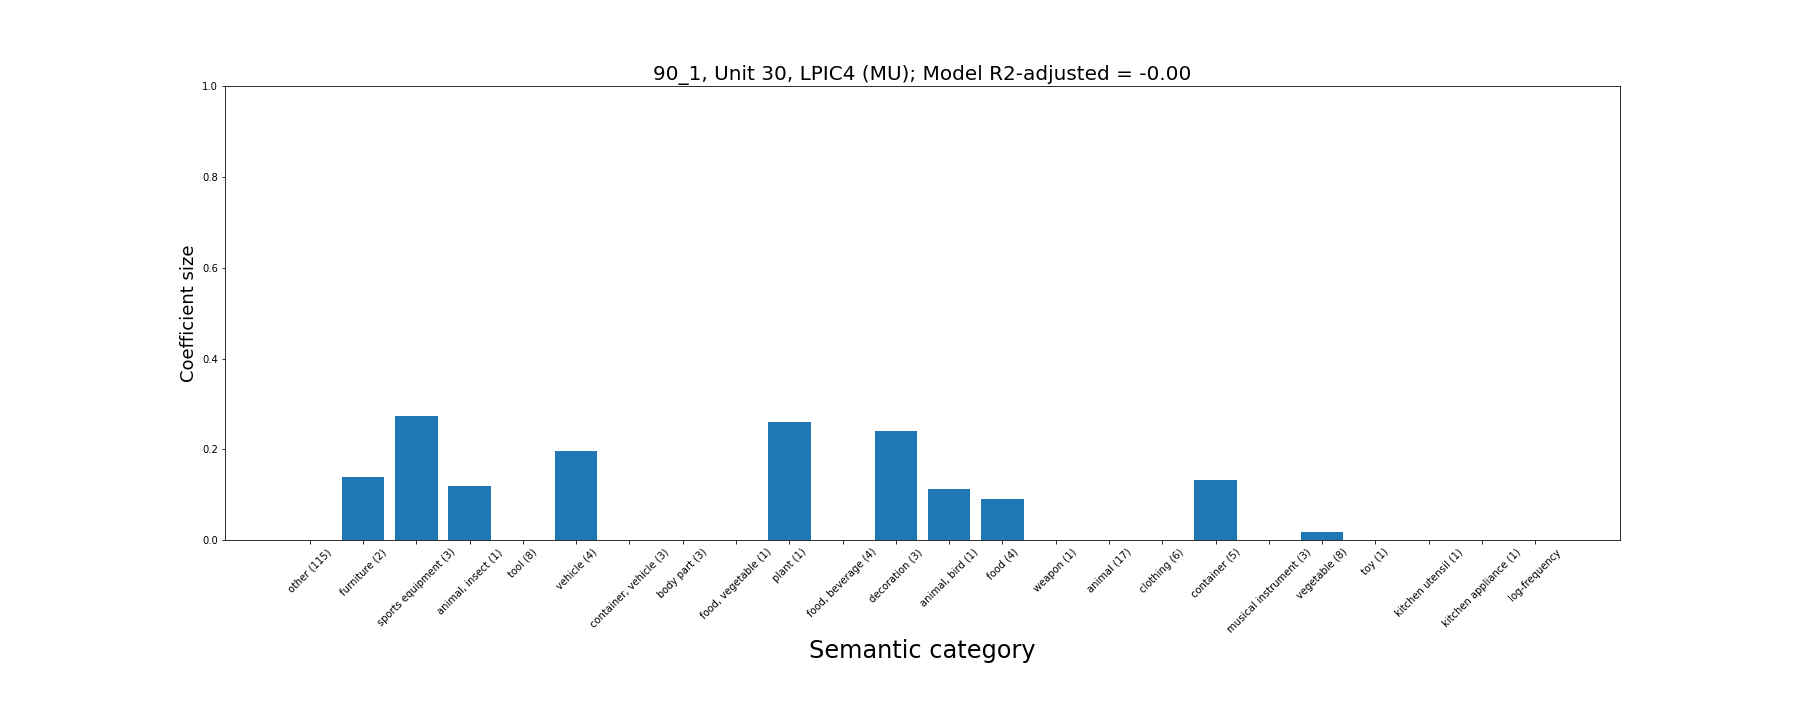 90_1, Unit 30, LPIC4 (MU); Model R2-adjusted = -0.00
Coefficient size
1.0
0.8
0.6
0.4
0.2
0.0
other (115)
furniture (2)
sports equipment (3)
animal, insect (1)
tool (8)
vehicle (4)
container, vehicle (3)
body part (3)
food, vegetable (1)
plant (1)
food, beverage (4)
decoration (3)
animal, bird (1)
food (4)
weapon (1)
animal (17)
clothing (6)
container (5)
musical instrument (3)
vegetable (8)
toy (1)
kitchen utensil (1)
kitchen appliance (1)
log-frequency
Semantic category